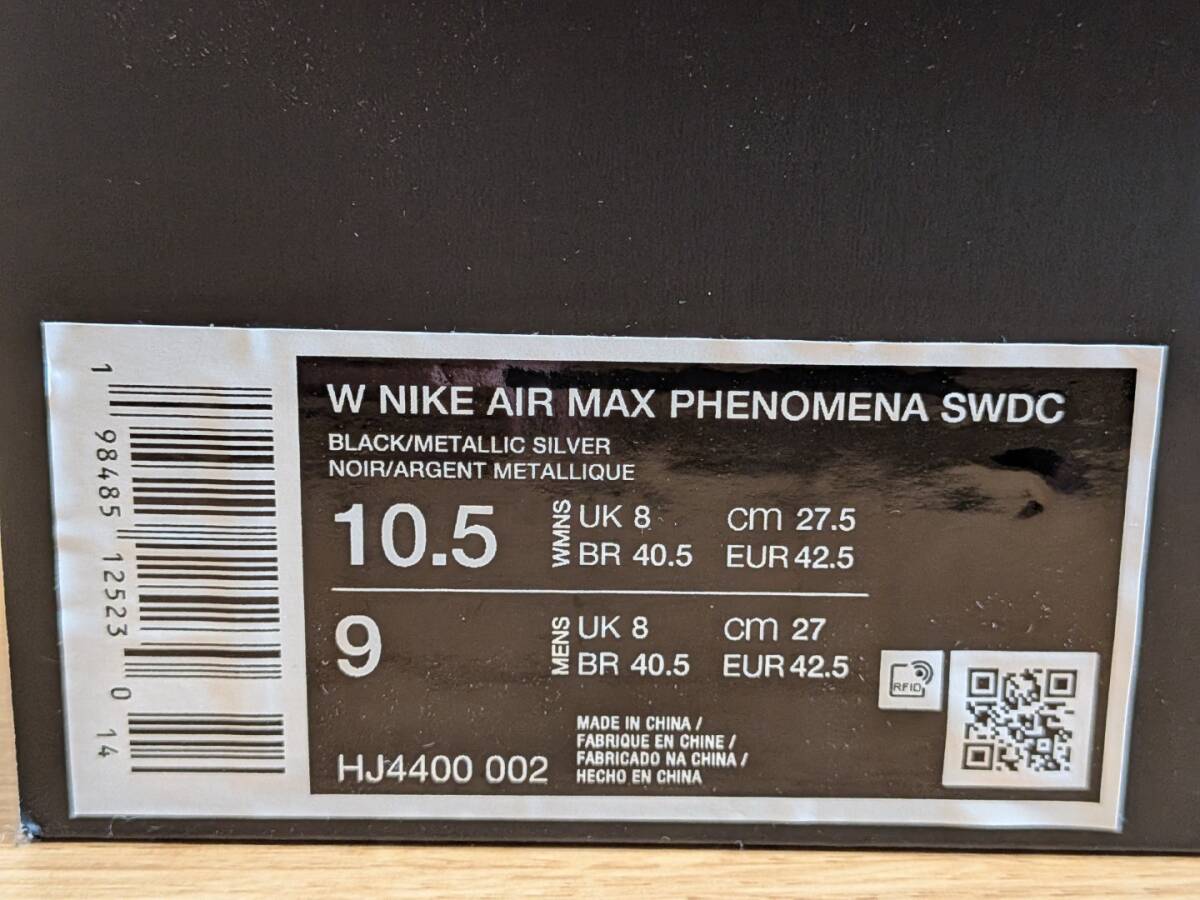 W NIKE AIR MAX PHENOMENA SWDC
BLACK/METALLIC SILVER
NOIR/ARGENT METALLIQUE
10.5
WMNS
UK 8 cm 27.5
BR 40.5 EUR 42.5
9
MENS
UK 8 cm 27
BR 40.5 EUR 42.5
HJ4400 002
MADE IN CHINA /
FABRIQUE EN CHINE /
FABRICADO NA CHINA /
HECHO EN CHINA
RFID
1 98485 12523 0 14